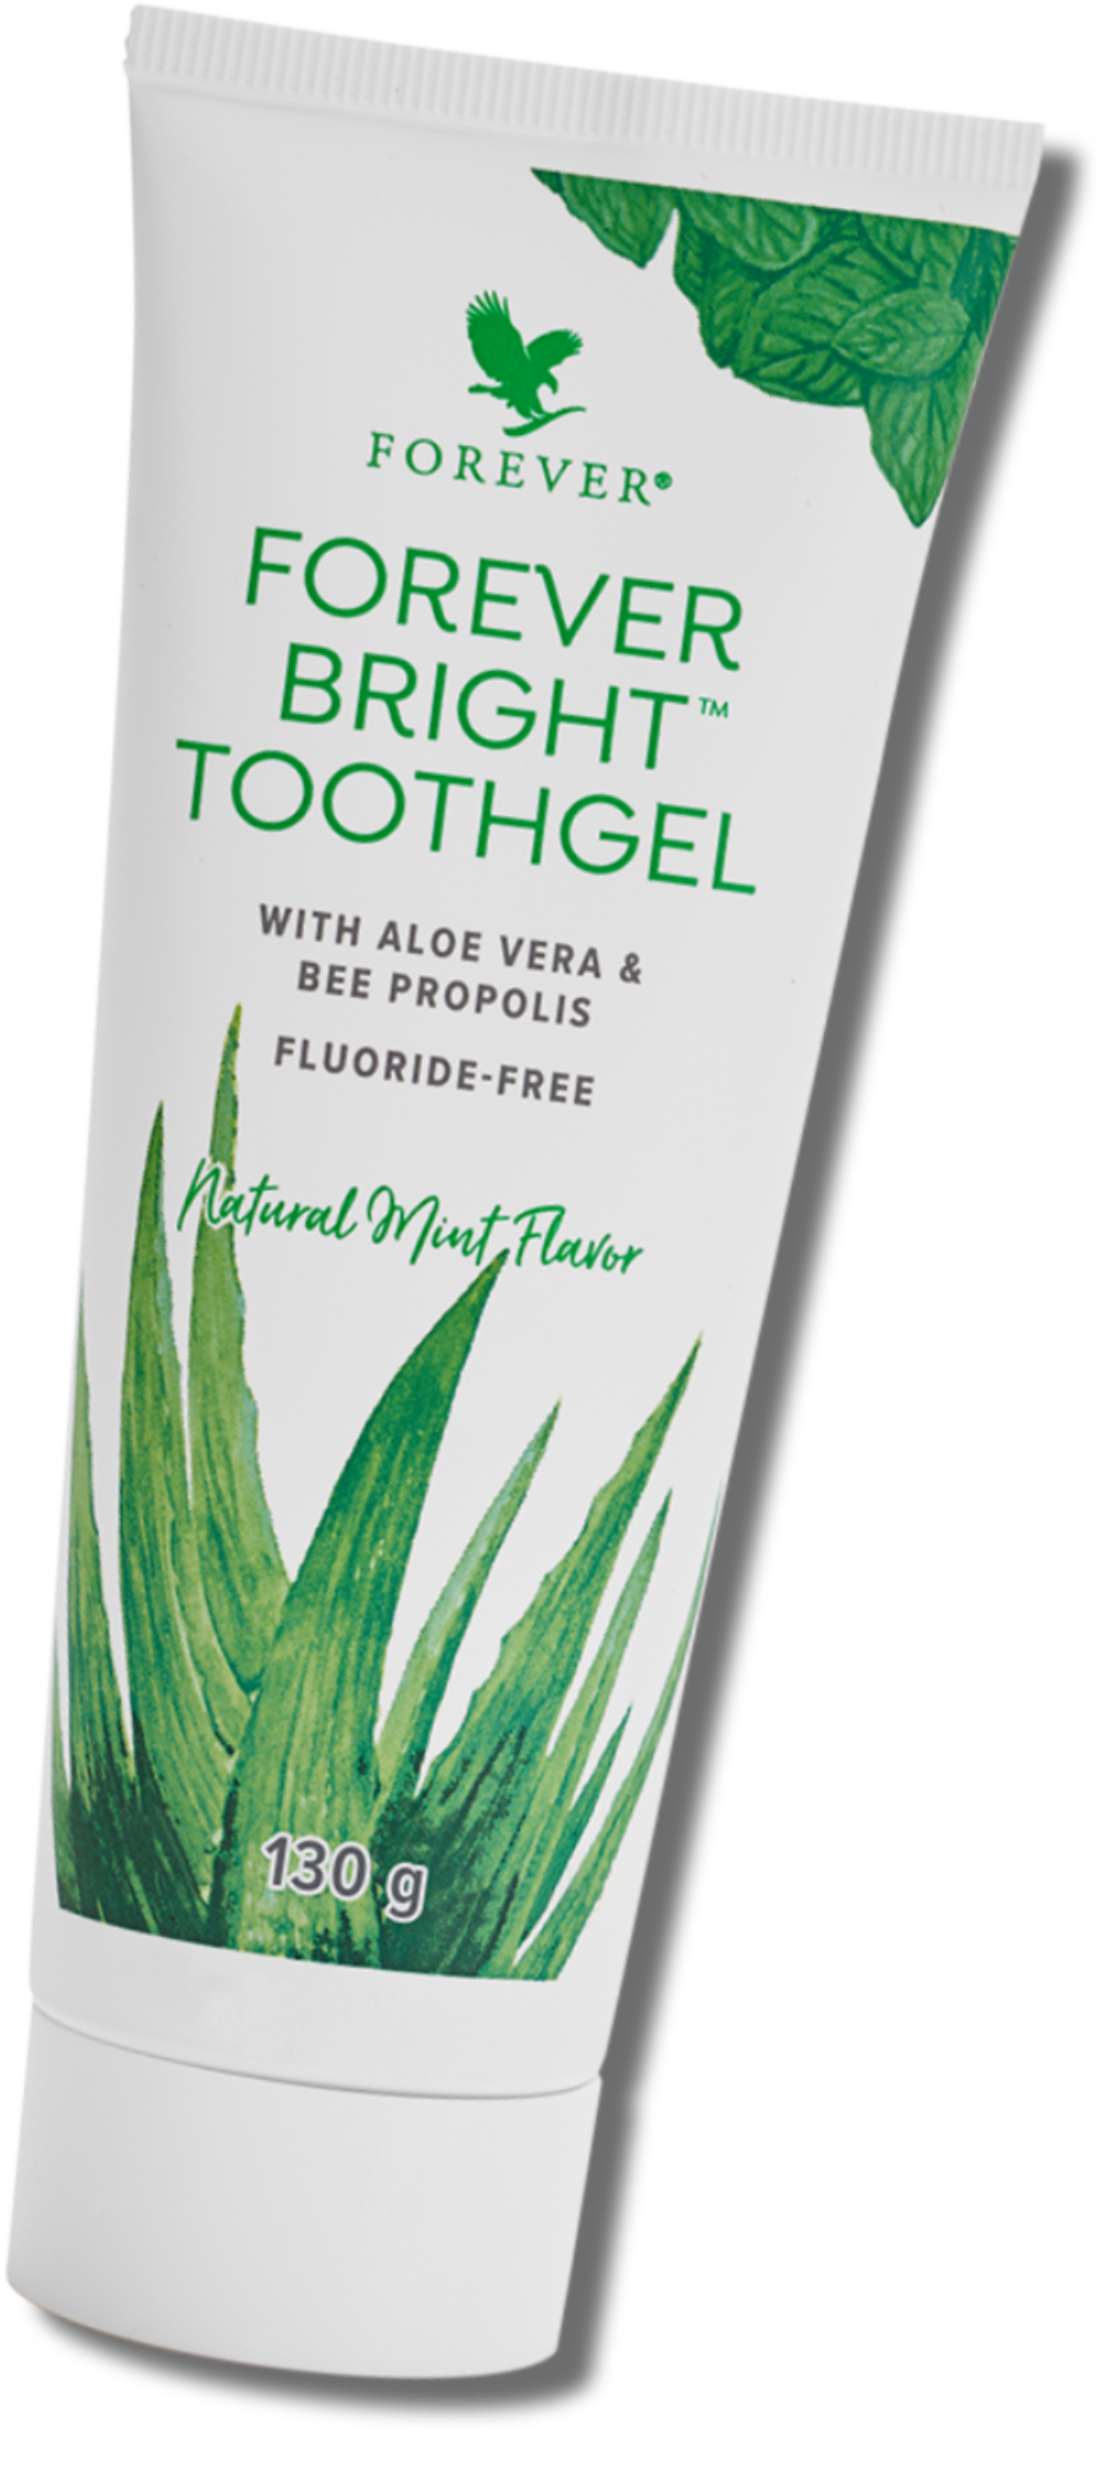 FOREVER®
FOREVER
BRIGHT™
TOOTHGEL
WITH ALOE VERA &
BEE PROPOLIS
FLUORIDE-FREE
Natural Mint Flavor
130 g